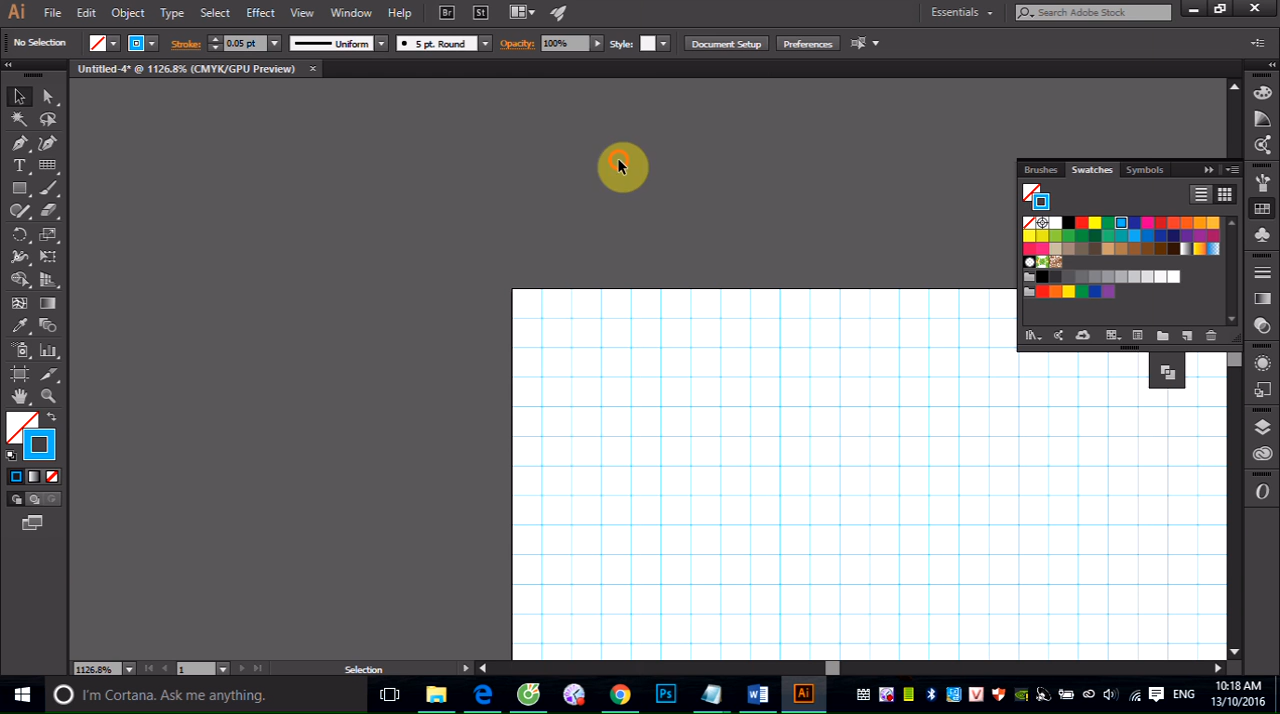 Ai File Edit Object Type Select Effect View Window Help Br St Essentials Search Adobe Stock
No Selection Stroke: 0.05 pt Uniform 5 pt. Round Opacity: 100% Style: Document Setup Preferences
Untitled-4* @ 1126.8% (CMYK/GPU Preview)
Brushes Swatches Symbols
1126.8% 1 Selection
I'm Cortana. Ask me anything. Ps Ai ENG 10:18 AM
13/10/2016